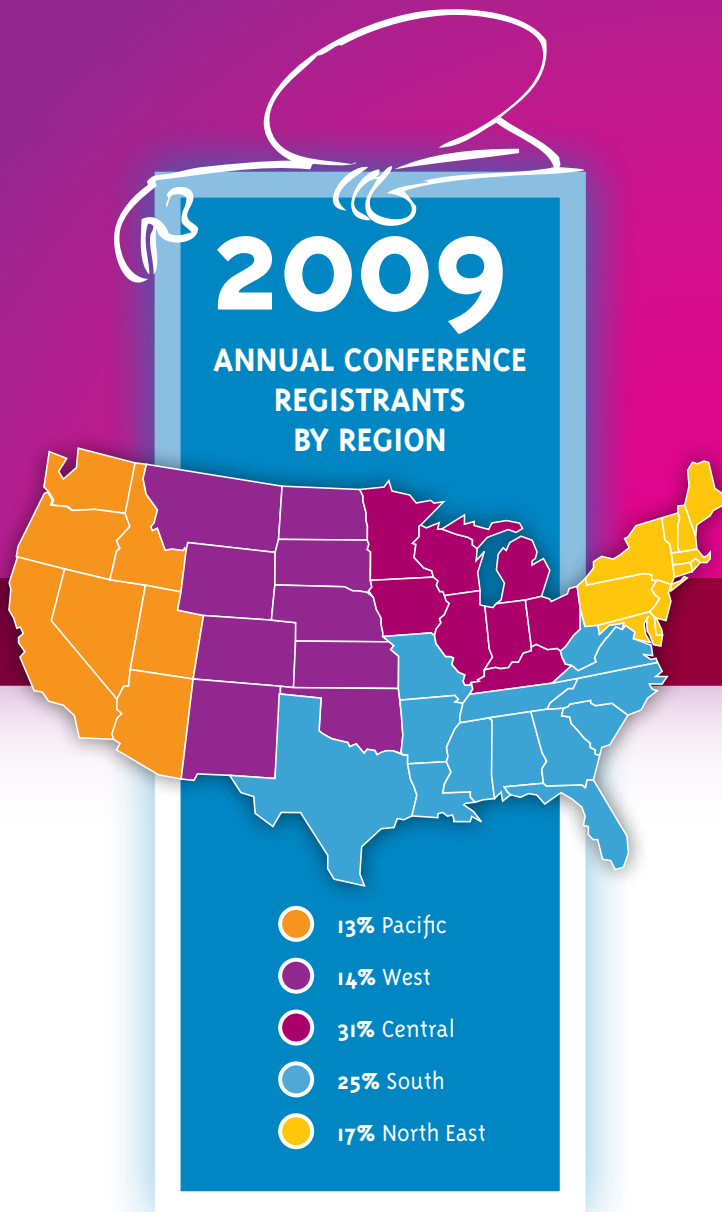 2009
ANNUAL CONFERENCE
REGISTRANTS
BY REGION
13% Pacific
14% West
31% Central
25% South
17% North East